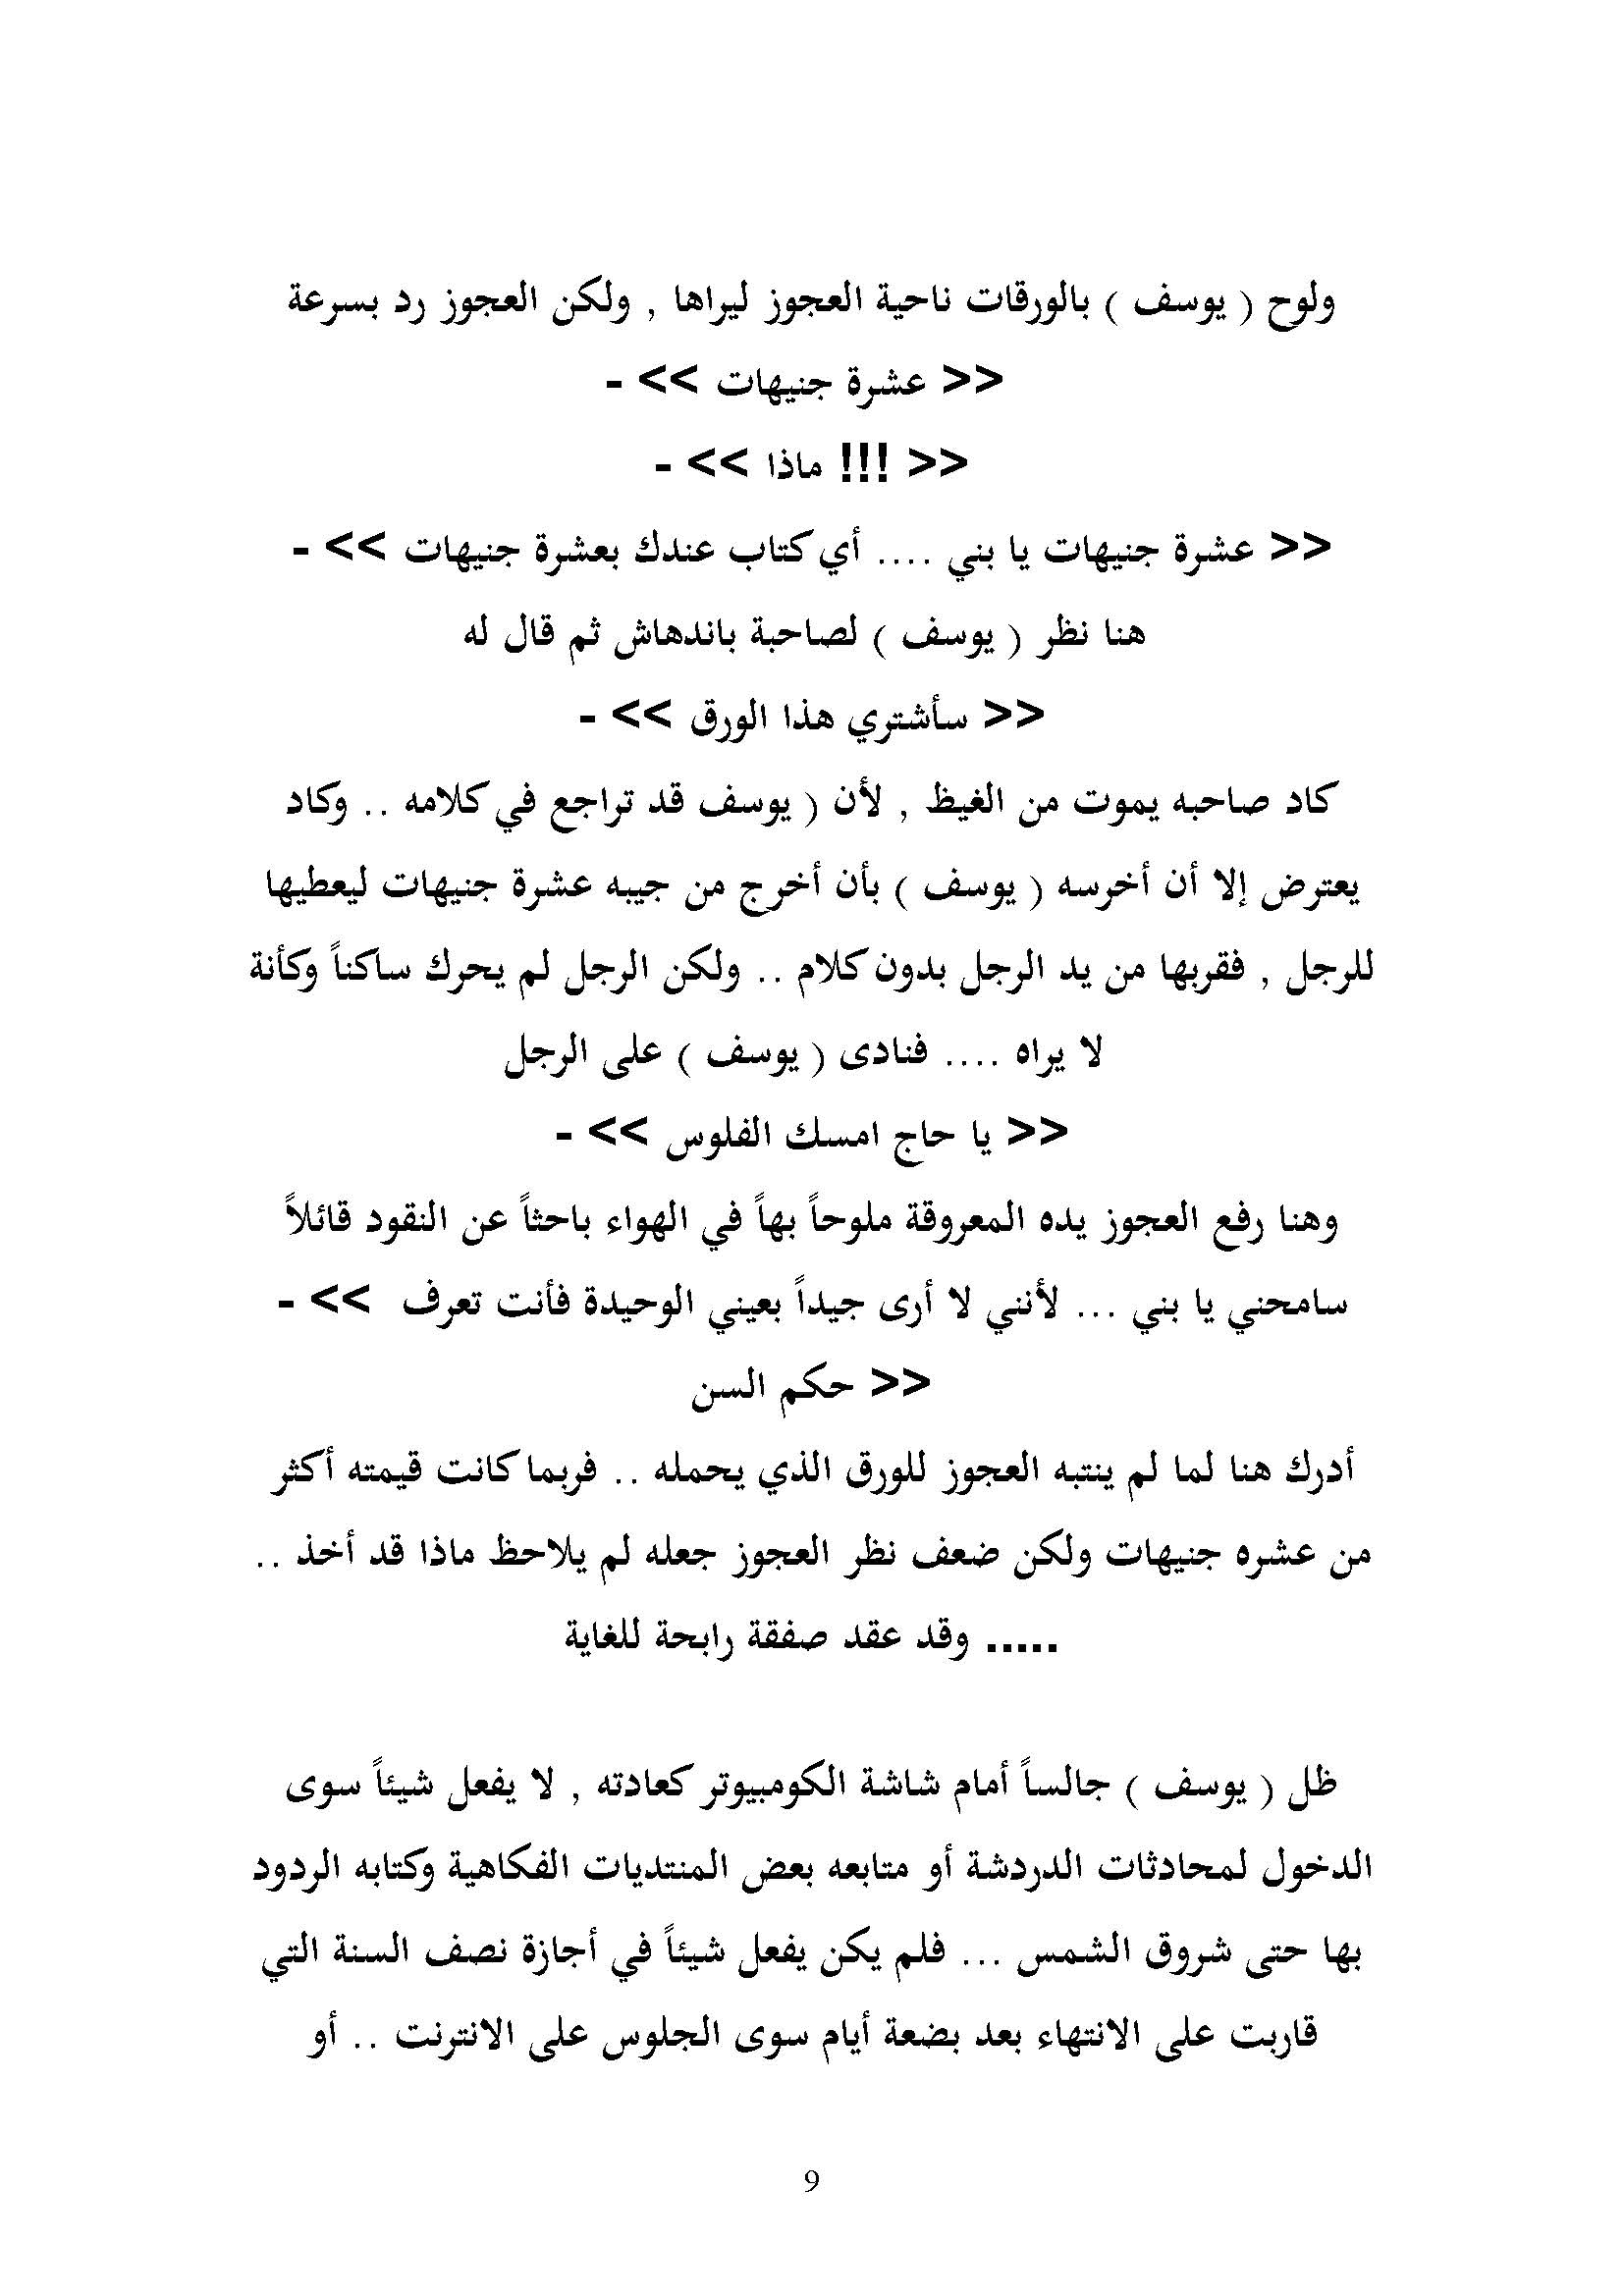 ولوح ( يوسف ) بالورقات ناحية العجوز ليراها , ولكن العجوز رد بسرعة
<< عشرة جنيهات >> -
<< !!! ماذا >> -
<< عشرة جنيهات يا بني .... أي كتاب عندك بعشرة جنيهات >> -
هنا نظر ( يوسف ) لصاحبة باندهاش ثم قال له
<< سأشتري هذا الورق >> -
كاد صاحبه يموت من الغيظ , لأن ( يوسف قد تراجع في كلامه .. وكاد
يعترض إلا أن أخرسه ( يوسف ) بأن أخرج من جيبه عشرة جنيهات ليعطيها
للرجل , فقربها من يد الرجل بدون كلام .. ولكن الرجل لم يحرك ساكناً وكأنة
لا يراه .... فنادى ( يوسف ) على الرجل
<< يا حاج امسك الفلوس >> -
وهنا رفع العجوز يده المعروقة ملوحاً بهاً في الهواء باحثاً عن النقود قائلاً
سامحني يا بني ... لأنني لا أرى جيداً بعيني الوحيدة فأنت تعرف >> -
<< حكم السن
أدرك هنا لما لم ينتبه العجوز للورق الذي يحمله .. فربما كانت قيمته أكثر
من عشره جنيهات ولكن ضعف نظر العجوز جعله لم يلاحظ ماذا قد أخذ ..
..... وقد عقد صفقة رابحة للغاية
ظل ( يوسف ) جالساً أمام شاشة الكومبيوتر كعادته , لا يفعل شيئاً سوى
الدخول لمحادثات الدردشة أو متابعه بعض المنتديات الفكاهية وكتابه الردود
بها حتى شروق الشمس ... فلم يكن يفعل شيئاً في أجازة نصف السنة التي
قاربت على الانتهاء بعد بضعة أيام سوى الجلوس على الانترنت .. أو
9